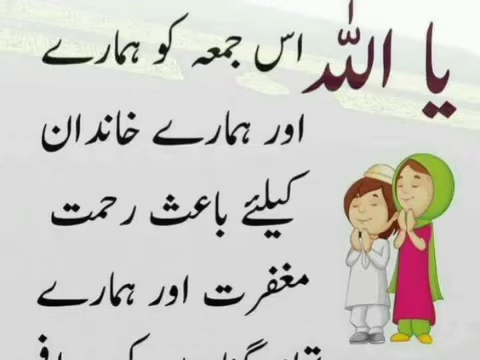 یا اللہ اس جمعہ کو ہمارے
اور ہمارے خاندان
کیلئے باعث رحمت
مغفرت اور ہمارے